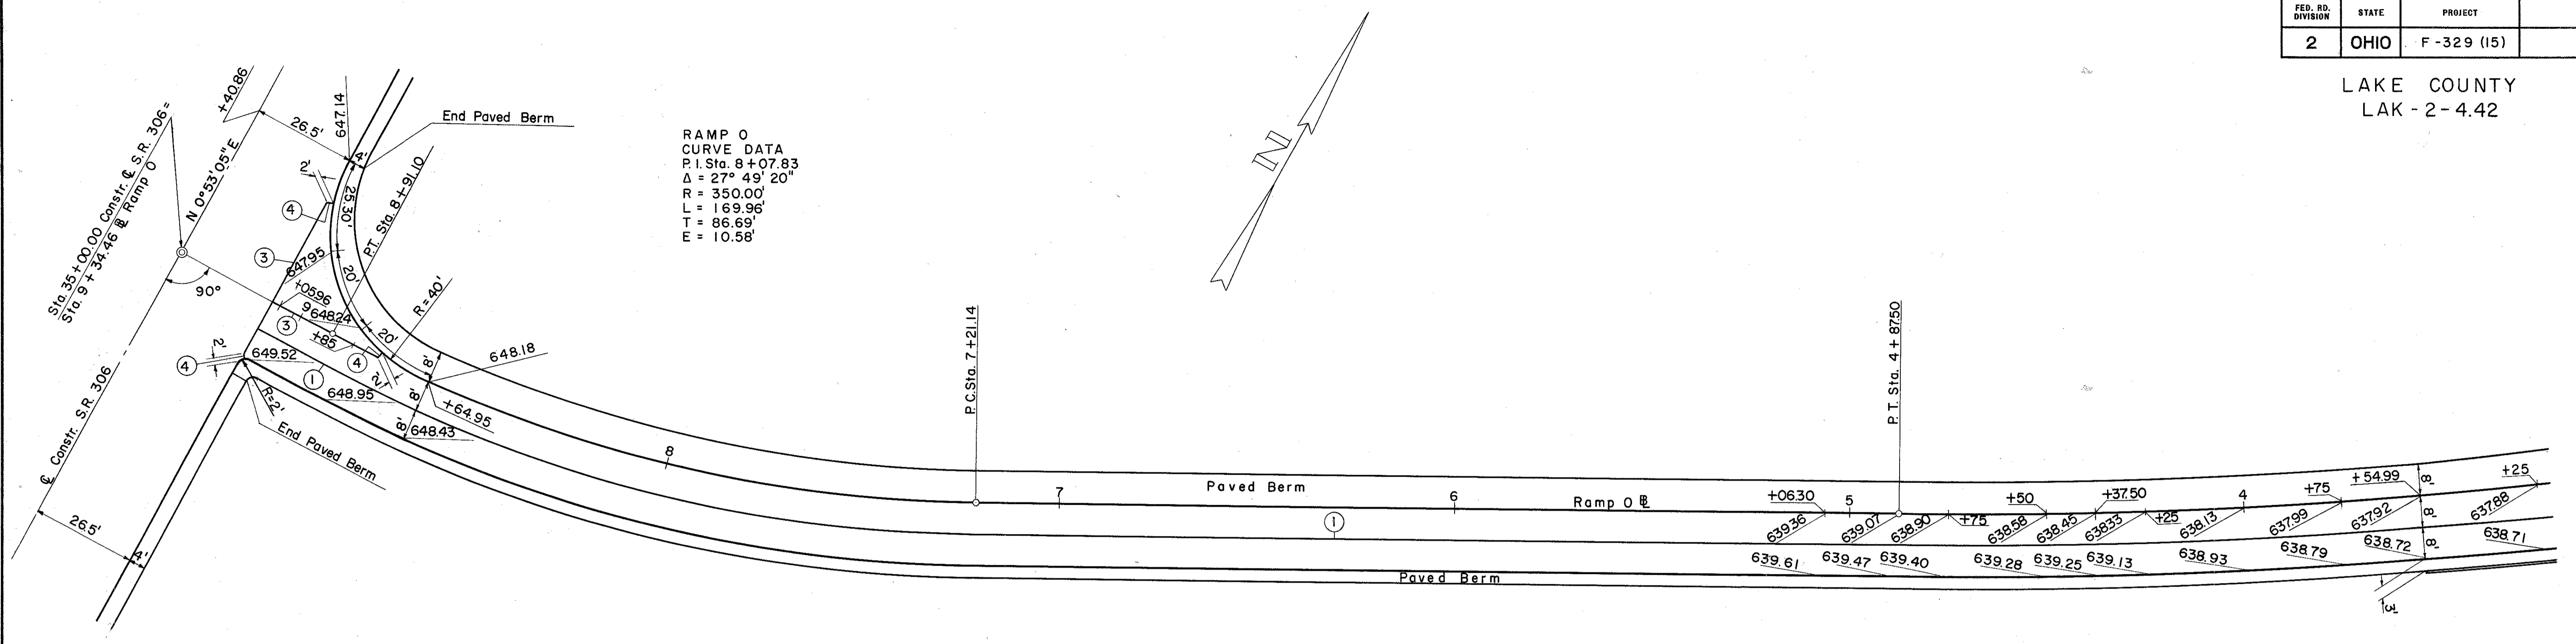 FED. RD. DIVISION
STATE
PROJECT
2
OHIO
F-329 (15)
LAKE COUNTY
LAK-2-4.42
RAMP O
CURVE DATA
P.I. Sta. 8+07.83
Δ = 27° 49' 20"
R = 350.00'
L = 169.96'
T = 86.69'
E = 10.58'
N
+40.86
26.5'
647.14
4'
End Paved Berm
Sta. 35+00.00 Constr. ℄ S.R. 306=
Sta. 9+34.46 ⅊ Ramp O
N 0°53'05"E
2'
4
25.30'
P.T. Sta. 8+91.10
3
647.95
20'
90°
+05.96
9
3
648.24
+85
R=40'
20'
4
2'
8'
648.18
2'
4
649.52
1
R=2'
648.95
8'
8'
+64.95
648.43
End Paved Berm
℄ Constr. S.R. 306
26.5'
4'
8
P.C. Sta. 7+21.14
7
Paved Berm
6
Ramp O ⅊
1
Paved Berm
P.T. Sta. 4+87.50
+06.30
5
+75
+50
+37.50
+25
4
+75
+54.99
+25
639.36
639.07
638.90
638.58
638.45
638.33
638.13
637.99
637.92
637.88
8'
8'
8'
639.61
639.47
639.40
639.28
639.25
639.13
638.93
638.79
638.72
638.71
3'